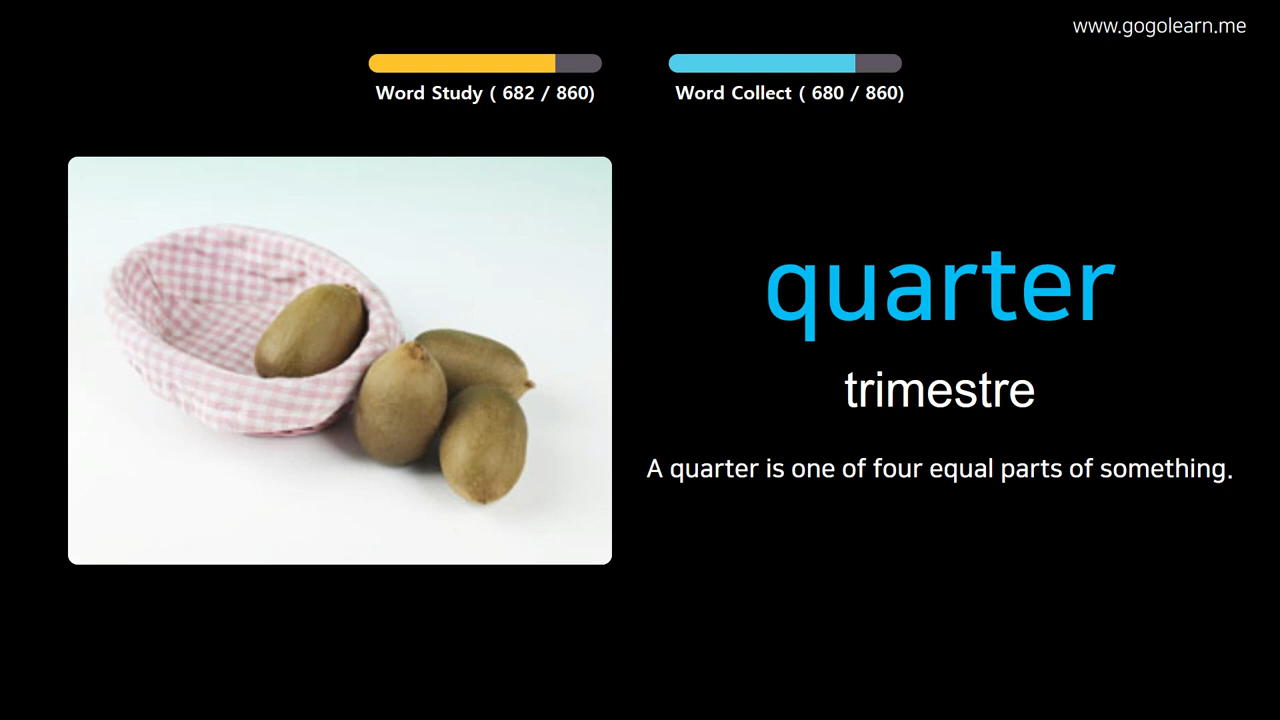 www.gogolearn.me
Word Study ( 682 / 860)
Word Collect ( 680 / 860)
quarter
trimestre
A quarter is one of four equal parts of something.